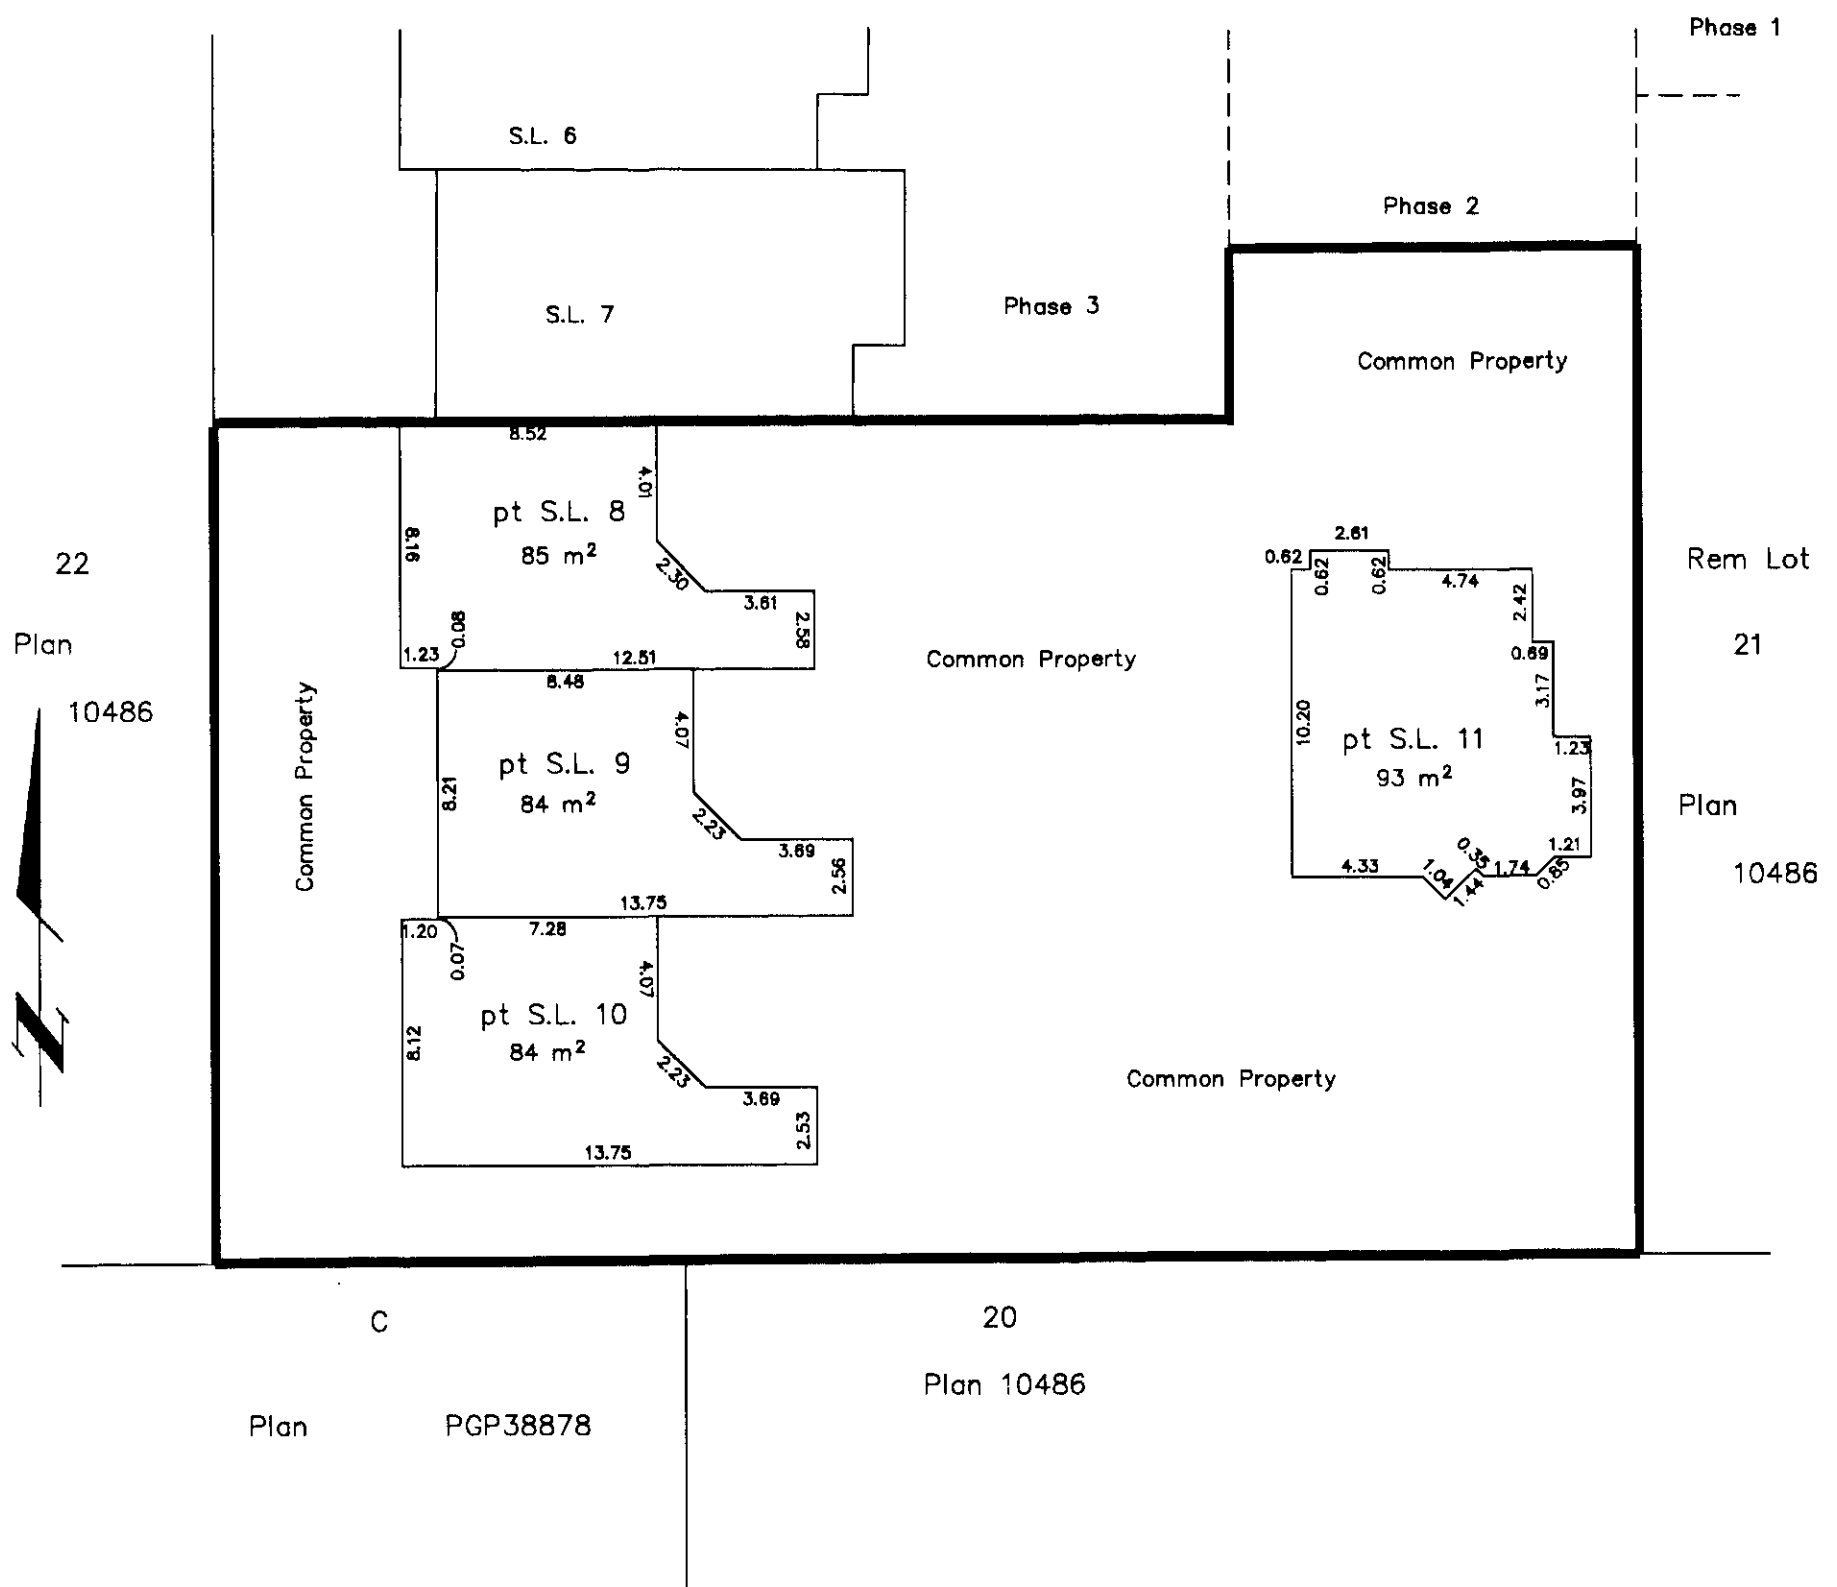 Phase 1
S.L. 6
Phase 2
S.L. 7
Phase 3
Common Property
8.52
4.01
pt S.L. 8
85 m²
8.16
2.30
3.61
2.58
0.08
1.23
12.51
22
Plan
10486
Common Property
Common Property
2.61
0.62
0.62
0.62
4.74
2.42
0.69
3.17
10.20
pt S.L. 11
93 m²
1.23
3.97
1.21
0.35
1.74
0.85
4.33
1.04
1.44
Rem Lot
21
Plan
10486
8.48
4.07
pt S.L. 9
84 m²
8.21
2.23
3.69
2.56
13.75
1.20
7.28
0.07
4.07
pt S.L. 10
84 m²
8.12
2.23
3.69
2.53
13.75
Common Property
N
C
20
Plan 10486
Plan PGP38878